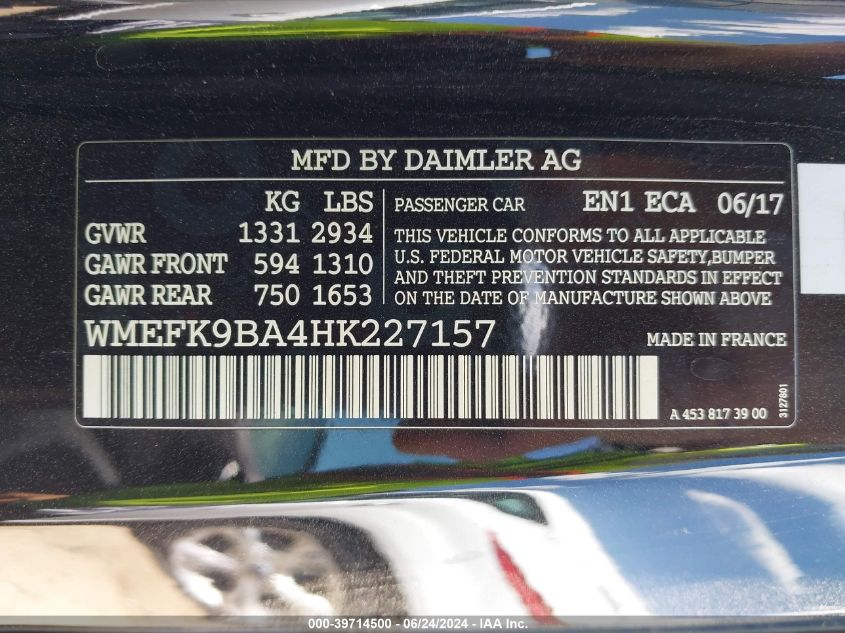 MFD BY DAIMLER AG
KG LBS
GVWR 1331 2934
GAWR FRONT 594 1310
GAWR REAR 750 1653
PASSENGER CAR EN1 ECA 06/17
THIS VEHICLE CONFORMS TO ALL APPLICABLE
U.S. FEDERAL MOTOR VEHICLE SAFETY,BUMPER
AND THEFT PREVENTION STANDARDS IN EFFECT
ON THE DATE OF MANUFACTURE SHOWN ABOVE
WMEFK9BA4HK227157 MADE IN FRANCE
A 453 817 39 00
3127801
000-39714500 - 06/24/2024 - IAA Inc.